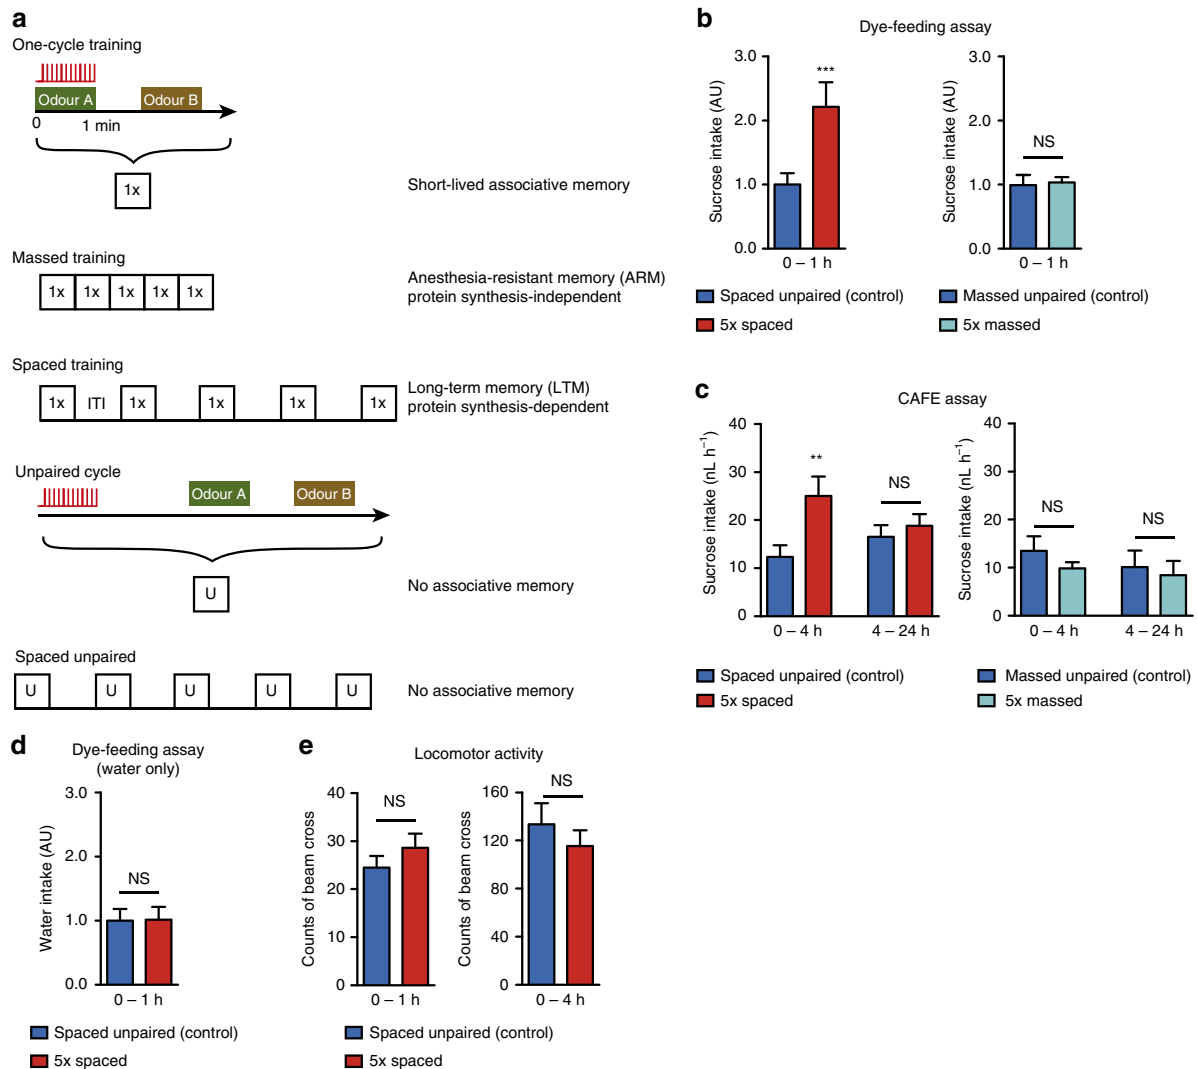 a
One-cycle training
Odour A
Odour B
0
1 min
1x
Short-lived associative memory
Massed training
1x 1x 1x 1x 1x
Anesthesia-resistant memory (ARM)
protein synthesis-independent
Spaced training
1x ITI 1x 1x 1x 1x
Long-term memory (LTM)
protein synthesis-dependent
Unpaired cycle
Odour A
Odour B
U
No associative memory
Spaced unpaired
U U U U U
No associative memory
b
Dye-feeding assay
Sucrose intake (AU)
3.0
2.0
1.0
0.0
***
0 – 1 h
Spaced unpaired (control)
5x spaced
Sucrose intake (AU)
3.0
2.0
1.0
0.0
NS
0 – 1 h
Massed unpaired (control)
5x massed
c
CAFE assay
Sucrose intake (nL h⁻¹)
40
30
20
10
0
**
NS
0 – 4 h
4 – 24 h
Spaced unpaired (control)
5x spaced
Sucrose intake (nL h⁻¹)
40
30
20
10
0
NS
NS
0 – 4 h
4 – 24 h
Massed unpaired (control)
5x massed
d
Dye-feeding assay
(water only)
Water intake (AU)
3.0
2.0
1.0
0.0
NS
0 – 1 h
Spaced unpaired (control)
5x spaced
e
Locomotor activity
Counts of beam cross
40
30
20
10
0
NS
0 – 1 h
Counts of beam cross
160
120
80
40
0
NS
0 – 4 h
Spaced unpaired (control)
5x spaced